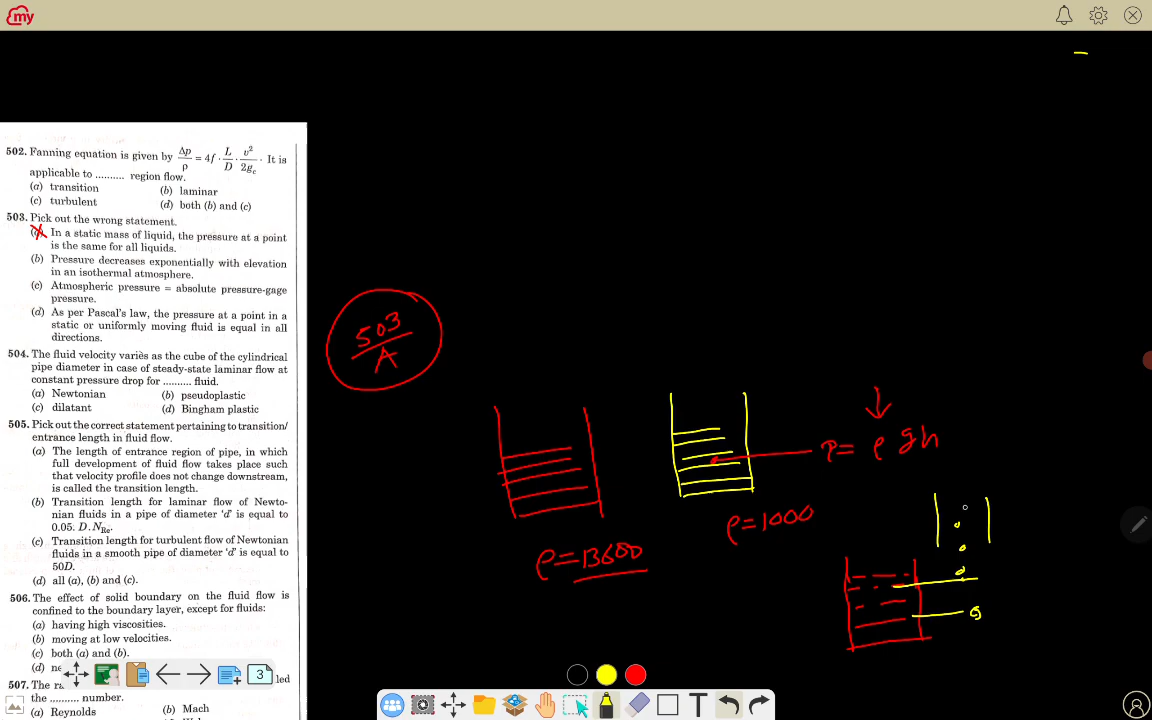 my
502. Fanning equation is given by Δp/ρ = 4f · L/D · v²/2g_c · It is
applicable to .......... region flow.
(a) transition (b) laminar
(c) turbulent (d) both (b) and (c)
503. Pick out the wrong statement.
(a) In a static mass of liquid, the pressure at a point
is the same for all liquids.
(b) Pressure decreases exponentially with elevation
in an isothermal atmosphere.
(c) Atmospheric pressure = absolute pressure-gage
pressure.
(d) As per Pascal's law, the pressure at a point in a
static or uniformly moving fluid is equal in all
directions.
504. The fluid velocity varies as the cube of the cylindrical
pipe diameter in case of steady-state laminar flow at
constant pressure drop for .......... fluid.
(a) Newtonian (b) pseudoplastic
(c) dilatant (d) Bingham plastic
505. Pick out the correct statement pertaining to transition/
entrance length in fluid flow.
(a) The length of entrance region of pipe, in which
full development of fluid flow takes place such
that velocity profile does not change downstream,
is called the transition length.
(b) Transition length for laminar flow of Newto-
nian fluids in a pipe of diameter 'd' is equal to
0.05. D.N_Re.
(c) Transition length for turbulent flow of Newtonian
fluids in a smooth pipe of diameter 'd' is equal to
50D.
(d) all (a), (b) and (c).
506. The effect of solid boundary on the fluid flow is
confined to the boundary layer, except for fluids:
(a) having high viscosities.
(b) moving at low velocities.
(c) both (a) and (b).
(d) ne
507. The ra led
the .......... number.
(a) Reynolds (b) Mach
503/A
P = ρ g h
ρ=1000
ρ=13600
3
T